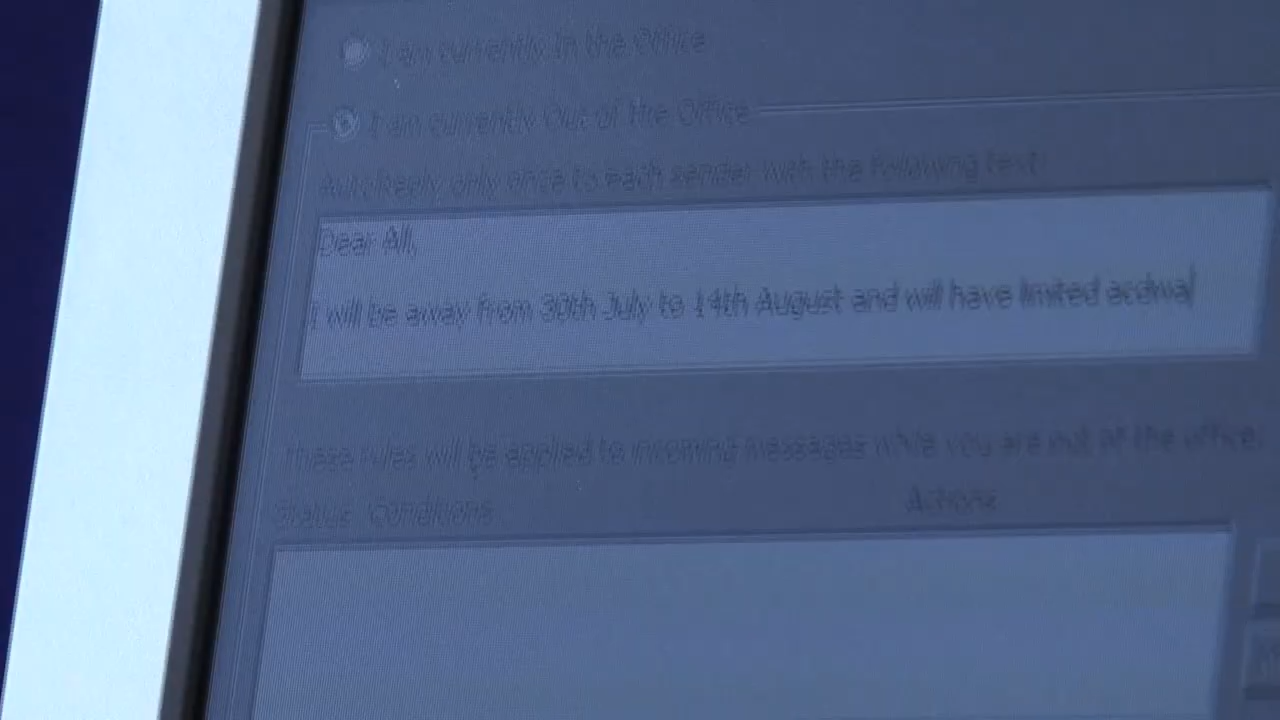 I am currently In the Office
I am currently Out of the Office
AutoReply only once to each sender with the following text:
Dear All,
I will be away from 30th July to 14th August and will have limited
These rules will be applied to incoming messages while you are out of the office:
Status Conditions Actions